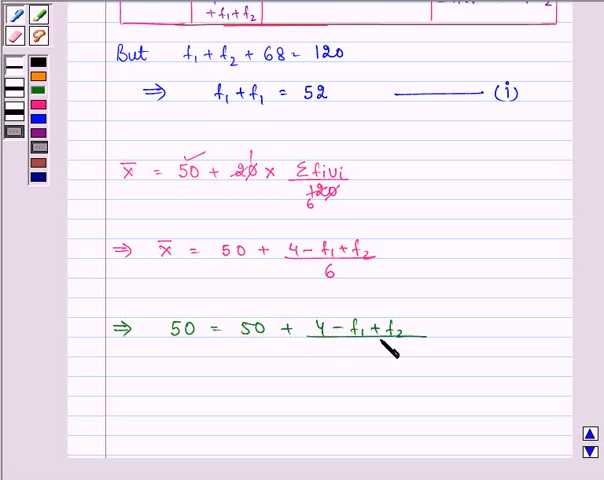 +f₁+f₂
But f₁ + f₂ + 68 = 120
⇒ f₁ + f₁ = 52 ——— (i)
x̄ = 50 + 20 × Σfivi / 120
6
⇒ x̄ = 50 + 4 - f₁ + f₂ / 6
⇒ 50 = 50 + 4 - f₁ + f₂